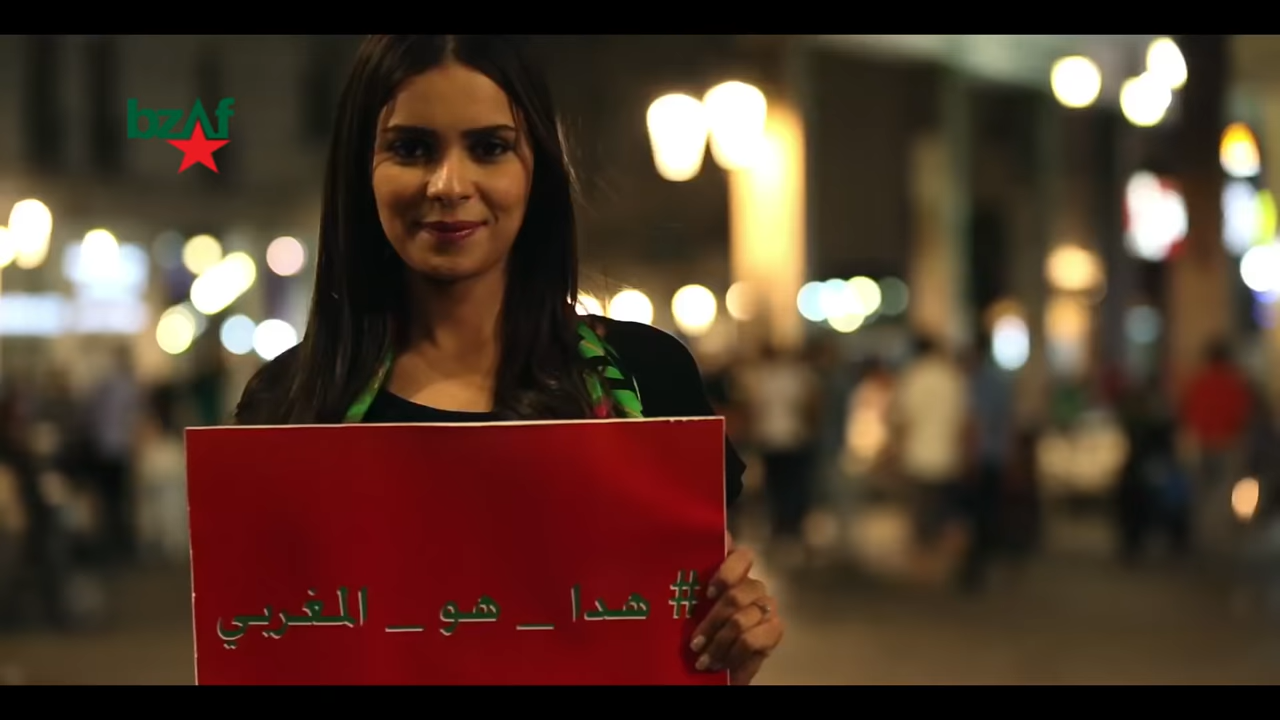 bzAf
# هدا _ هو _ المغربي